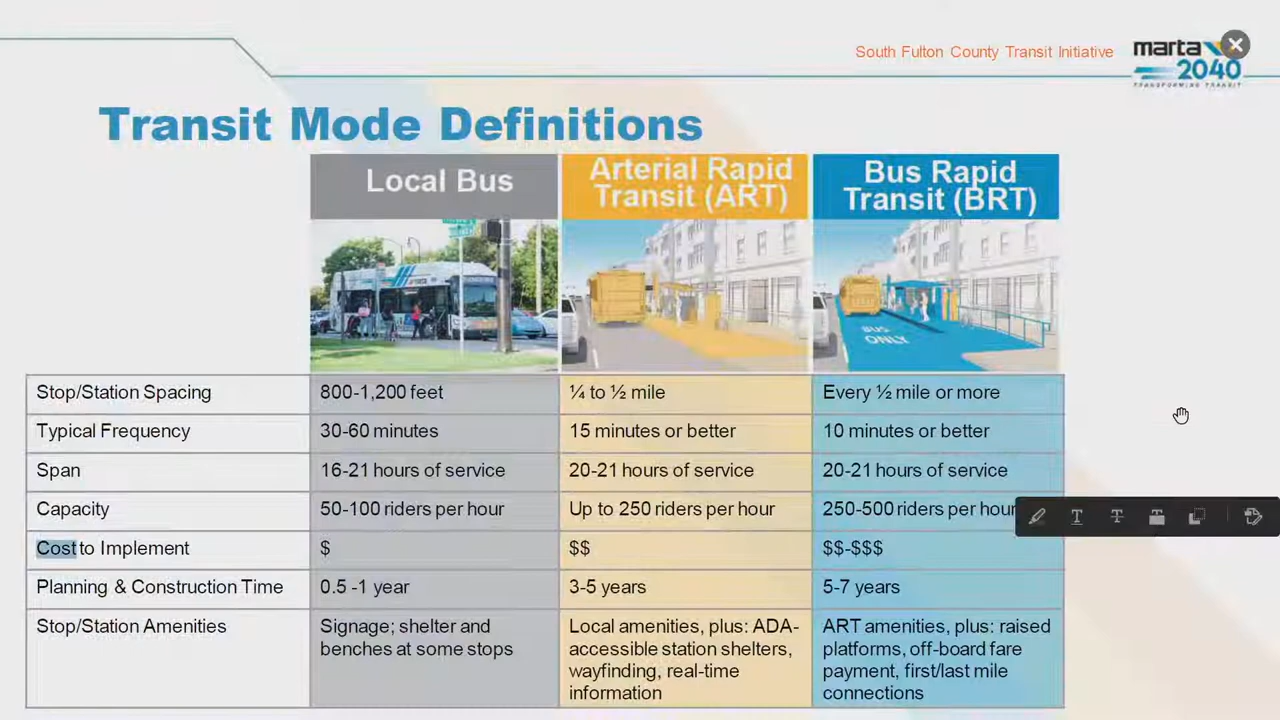 South Fulton County Transit Initiative
marta
2040
TRANSFORMING TRANSIT
Transit Mode Definitions
Local Bus
Arterial Rapid
Transit (ART)
Bus Rapid
Transit (BRT)
BUS
ONLY
Stop/Station Spacing
800-1,200 feet
¼ to ½ mile
Every ½ mile or more
Typical Frequency
30-60 minutes
15 minutes or better
10 minutes or better
Span
16-21 hours of service
20-21 hours of service
20-21 hours of service
Capacity
50-100 riders per hour
Up to 250 riders per hour
250-500 riders per hour
Cost to Implement
$
$$
$$-$$$
Planning & Construction Time
0.5 -1 year
3-5 years
5-7 years
Stop/Station Amenities
Signage; shelter and
benches at some stops
Local amenities, plus: ADA-
accessible station shelters,
wayfinding, real-time
information
ART amenities, plus: raised
platforms, off-board fare
payment, first/last mile
connections